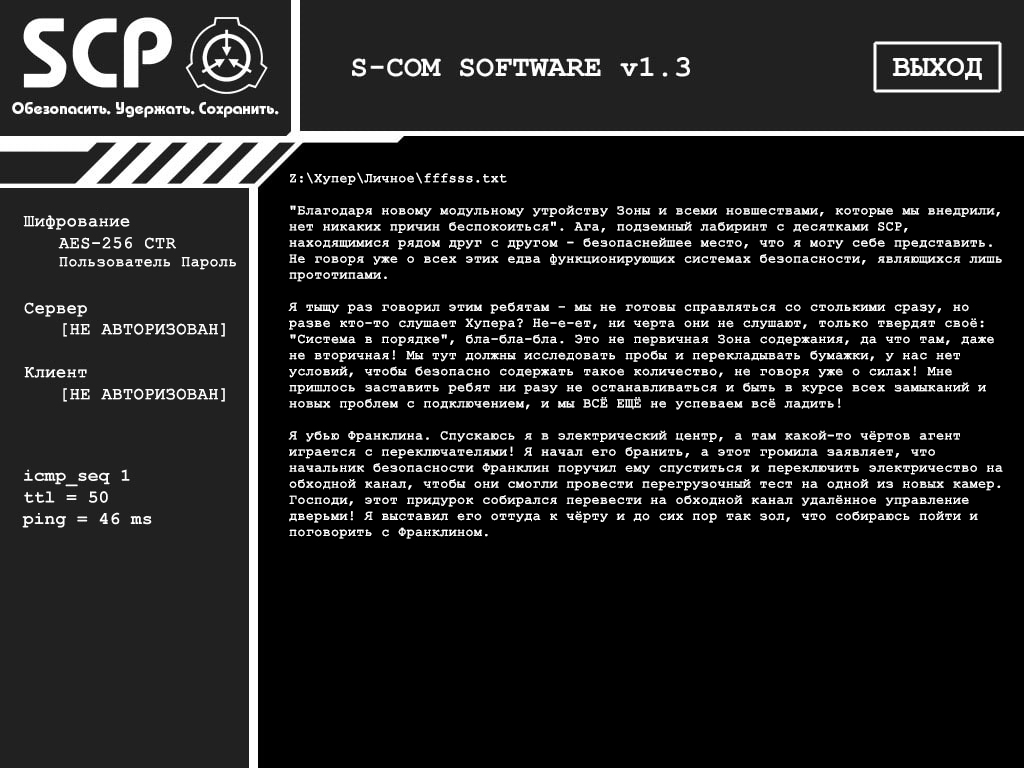 SCP
Обезопасить. Удержать. Сохранить.
S-COM SOFTWARE v1.3
ВЫХОД
Шифрование
AES-256 CTR
Пользователь Пароль
Сервер
[НЕ АВТОРИЗОВАН]
Клиент
[НЕ АВТОРИЗОВАН]
icmp_seq 1
ttl = 50
ping = 46 ms
Z:\Хупер\Личное\fffsss.txt
"Благодаря новому модульному утройству Зоны и всеми новшествами, которые мы внедрили,
нет никаких причин беспокоиться". Ага, подземный лабиринт с десятками SCP,
находящимися рядом друг с другом - безопаснейшее место, что я могу себе представить.
Не говоря уже о всех этих едва функционирующих системах безопасности, являющихся лишь
прототипами.
Я тыщу раз говорил этим ребятам - мы не готовы справляться со столькими сразу, но
разве кто-то слушает Хупера? Не-е-ет, ни черта они не слушают, только твердят своё:
"Система в порядке", бла-бла-бла. Это не первичная Зона содержания, да что там, даже
не вторичная! Мы тут должны исследовать пробы и перекладывать бумажки, у нас нет
условий, чтобы безопасно содержать такое количество, не говоря уже о силах! Мне
пришлось заставить ребят ни разу не останавливаться и быть в курсе всех замыканий и
новых проблем с подключением, и мы ВСЁ ЕЩЁ не успеваем всё ладить!
Я убью Франклина. Спускаюсь я в электрический центр, а там какой-то чёртов агент
играется с переключателями! Я начал его бранить, а этот громила заявляет, что
начальник безопасности Франклин поручил ему спуститься и переключить электричество на
обходной канал, чтобы они смогли провести перегрузочный тест на одной из новых камер.
Господи, этот придурок собирался перевести на обходной канал удалённое управление
дверьми! Я выставил его оттуда к чёрту и до сих пор так зол, что собираюсь пойти и
поговорить с Франклином.